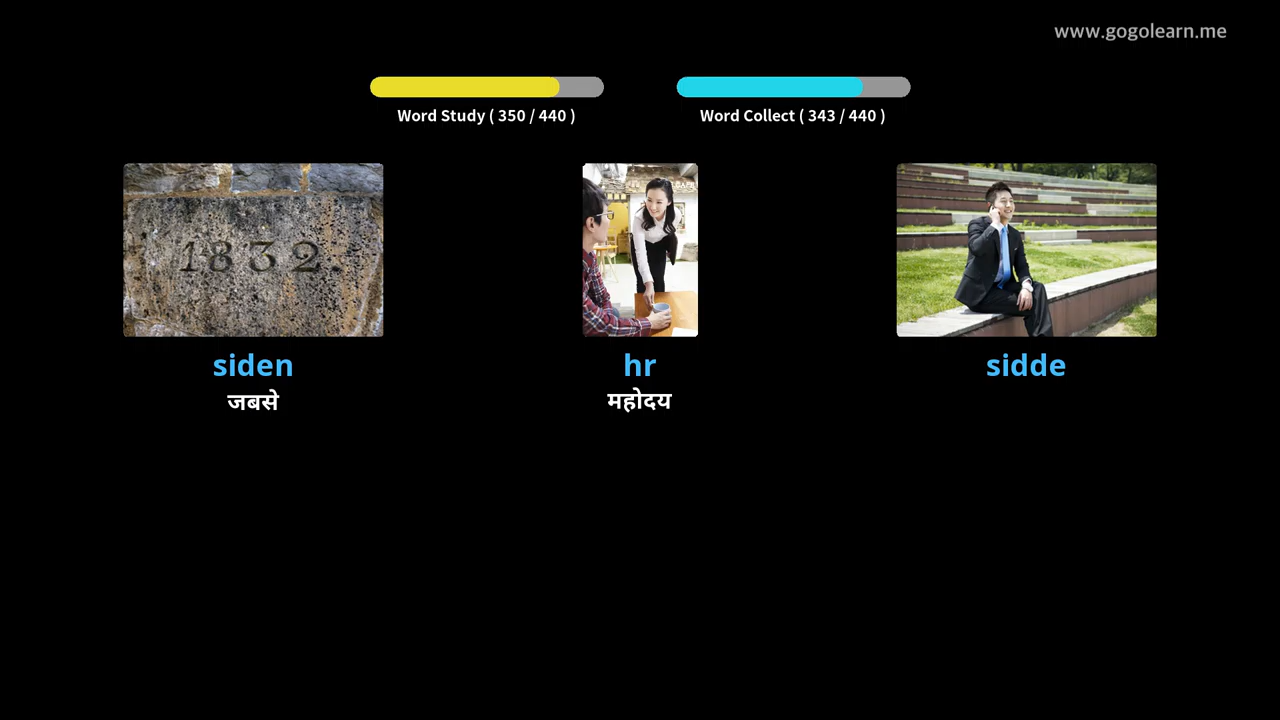 www.gogolearn.me
Word Study ( 350 / 440 )
Word Collect ( 343 / 440 )
1832.
siden
hr
sidde
जबसे
महोदय